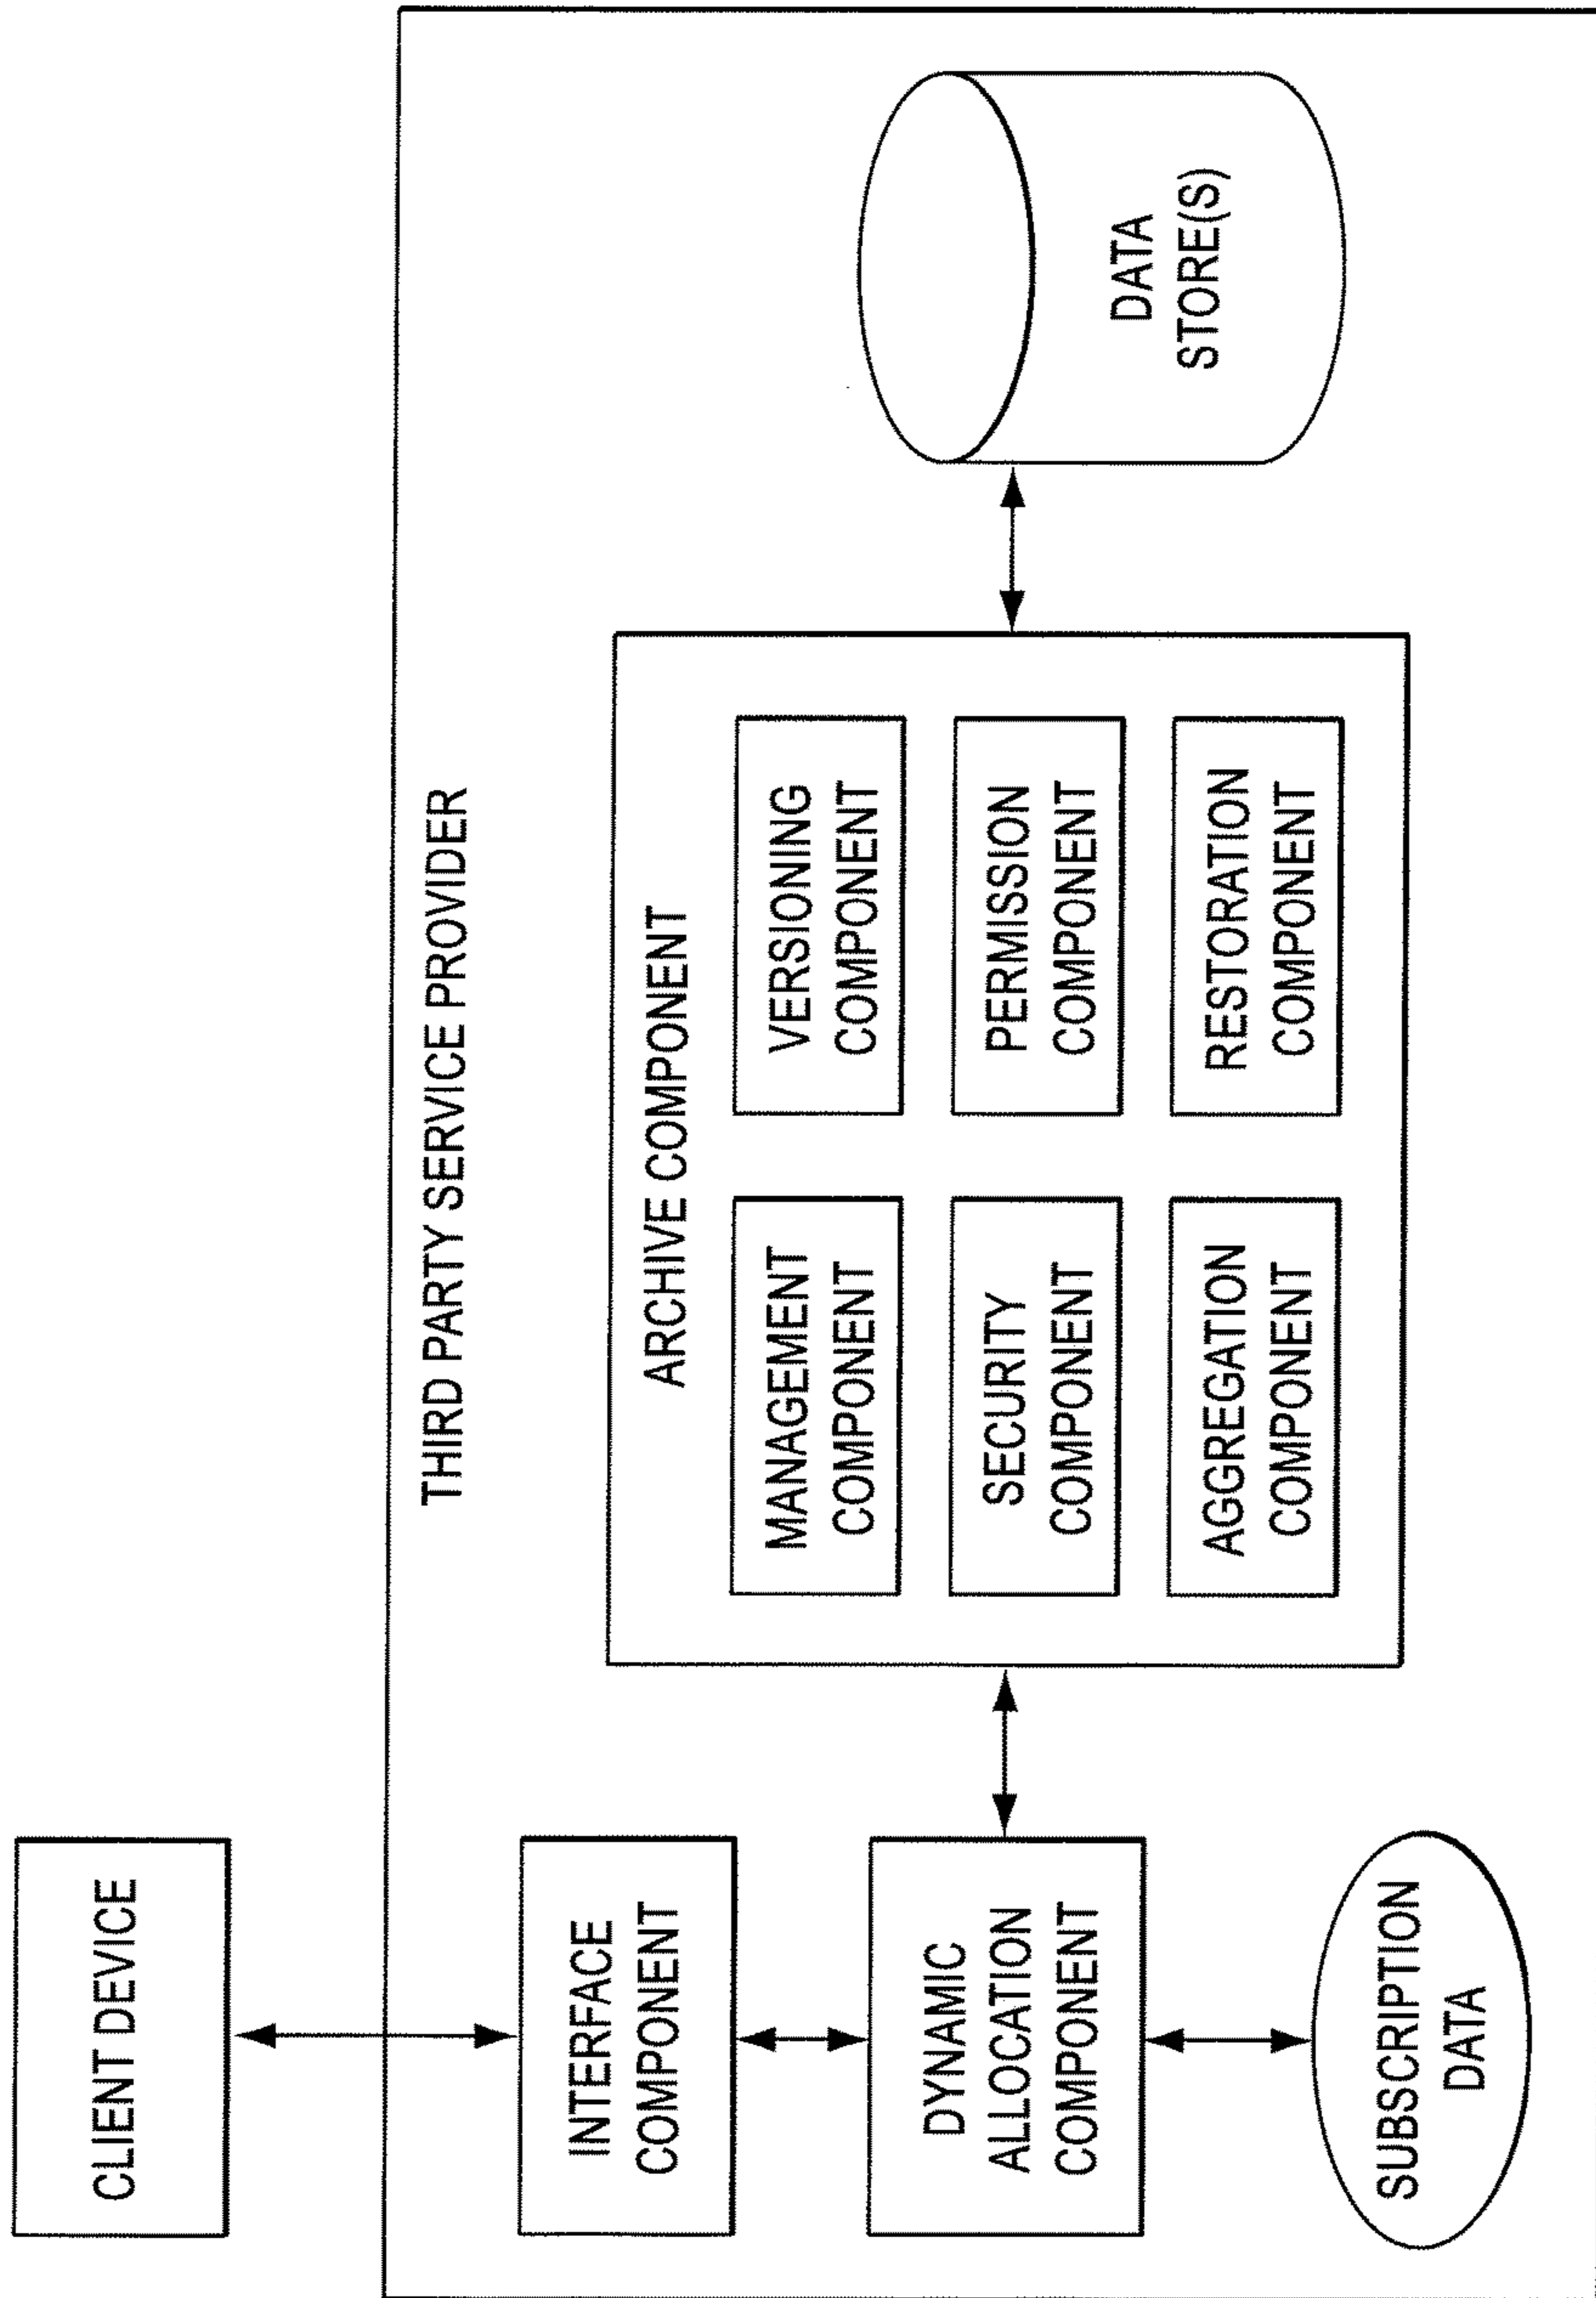 CLIENT DEVICE
THIRD PARTY SERVICE PROVIDER
INTERFACE
COMPONENT
DYNAMIC
ALLOCATION
COMPONENT
SUBSCRIPTION
DATA
ARCHIVE COMPONENT
MANAGEMENT
COMPONENT
VERSIONING
COMPONENT
SECURITY
COMPONENT
PERMISSION
COMPONENT
AGGREGATION
COMPONENT
RESTORATION
COMPONENT
DATA
STORE(S)